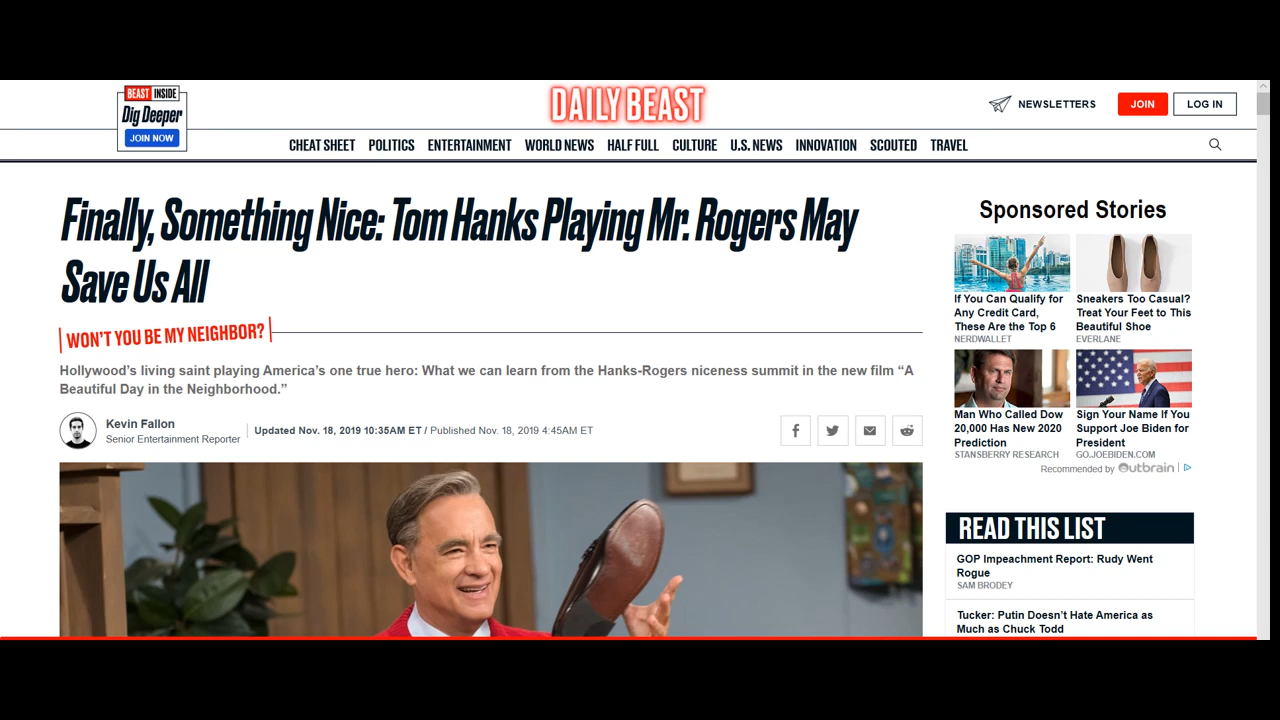 BEAST INSIDE
Dig Deeper
JOIN NOW
DAILY BEAST
NEWSLETTERS
JOIN
LOG IN
CHEAT SHEET POLITICS ENTERTAINMENT WORLD NEWS HALF FULL CULTURE U.S. NEWS INNOVATION SCOUTED TRAVEL
Finally, Something Nice: Tom Hanks Playing Mr. Rogers May
Save Us All
WON'T YOU BE MY NEIGHBOR?
Hollywood's living saint playing America's one true hero: What we can learn from the Hanks-Rogers niceness summit in the new film “A
Beautiful Day in the Neighborhood.”
Kevin Fallon
Senior Entertainment Reporter
Updated Nov. 18, 2019 10:35AM ET / Published Nov. 18, 2019 4:45AM ET
Sponsored Stories
If You Can Qualify for
Any Credit Card,
These Are the Top 6
NERDWALLET
Sneakers Too Casual?
Treat Your Feet to This
Beautiful Shoe
EVERLANE
Man Who Called Dow
20,000 Has New 2020
Prediction
STANSBERRY RESEARCH
Sign Your Name If You
Support Joe Biden for
President
GO.JOEBIDEN.COM
Recommended by Outbrain
READ THIS LIST
GOP Impeachment Report: Rudy Went
Rogue
SAM BRODEY
Tucker: Putin Doesn't Hate America as
Much as Chuck Todd